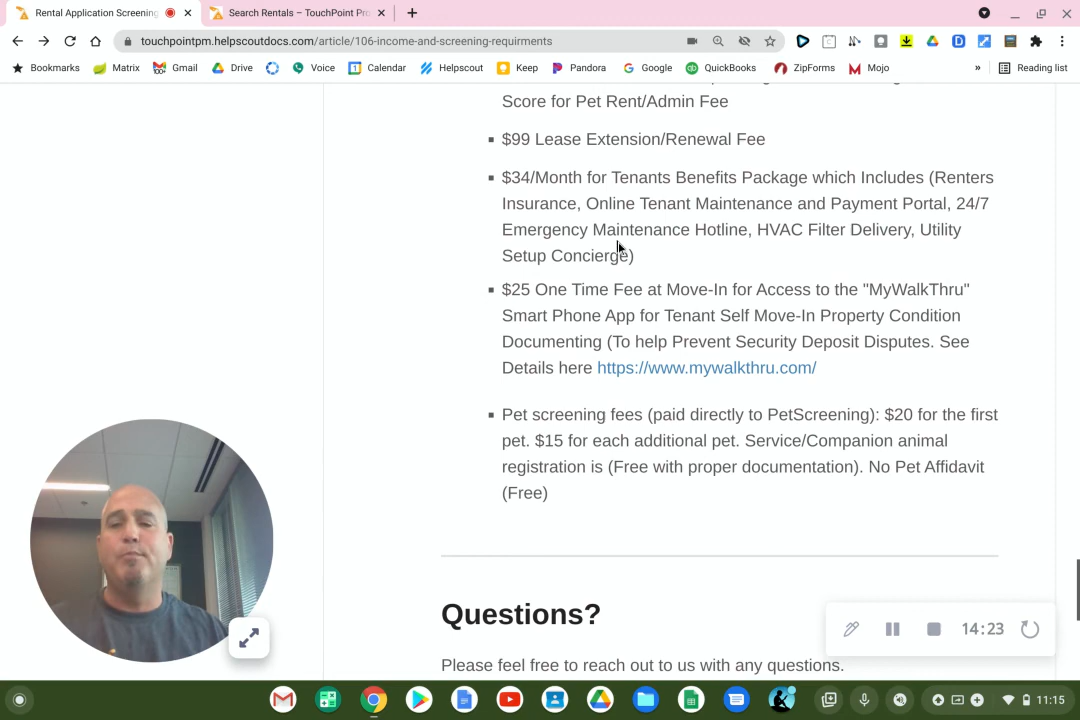 Rental Application Screening
Search Rentals – TouchPoint Pro
touchpointpm.helpscoutdocs.com/article/106-income-and-screening-requirments
Bookmarks Matrix Gmail Drive Voice Calendar Helpscout Keep Pandora Google QuickBooks ZipForms Mojo » Reading list
Score for Pet Rent/Admin Fee
▪ $99 Lease Extension/Renewal Fee
▪ $34/Month for Tenants Benefits Package which Includes (Renters
Insurance, Online Tenant Maintenance and Payment Portal, 24/7
Emergency Maintenance Hotline, HVAC Filter Delivery, Utility
Setup Concierge)
▪ $25 One Time Fee at Move-In for Access to the "MyWalkThru"
Smart Phone App for Tenant Self Move-In Property Condition
Documenting (To help Prevent Security Deposit Disputes. See
Details here https://www.mywalkthru.com/
▪ Pet screening fees (paid directly to PetScreening): $20 for the first
pet. $15 for each additional pet. Service/Companion animal
registration is (Free with proper documentation). No Pet Affidavit
(Free)
Questions?
Please feel free to reach out to us with any questions.
14:23
11:15